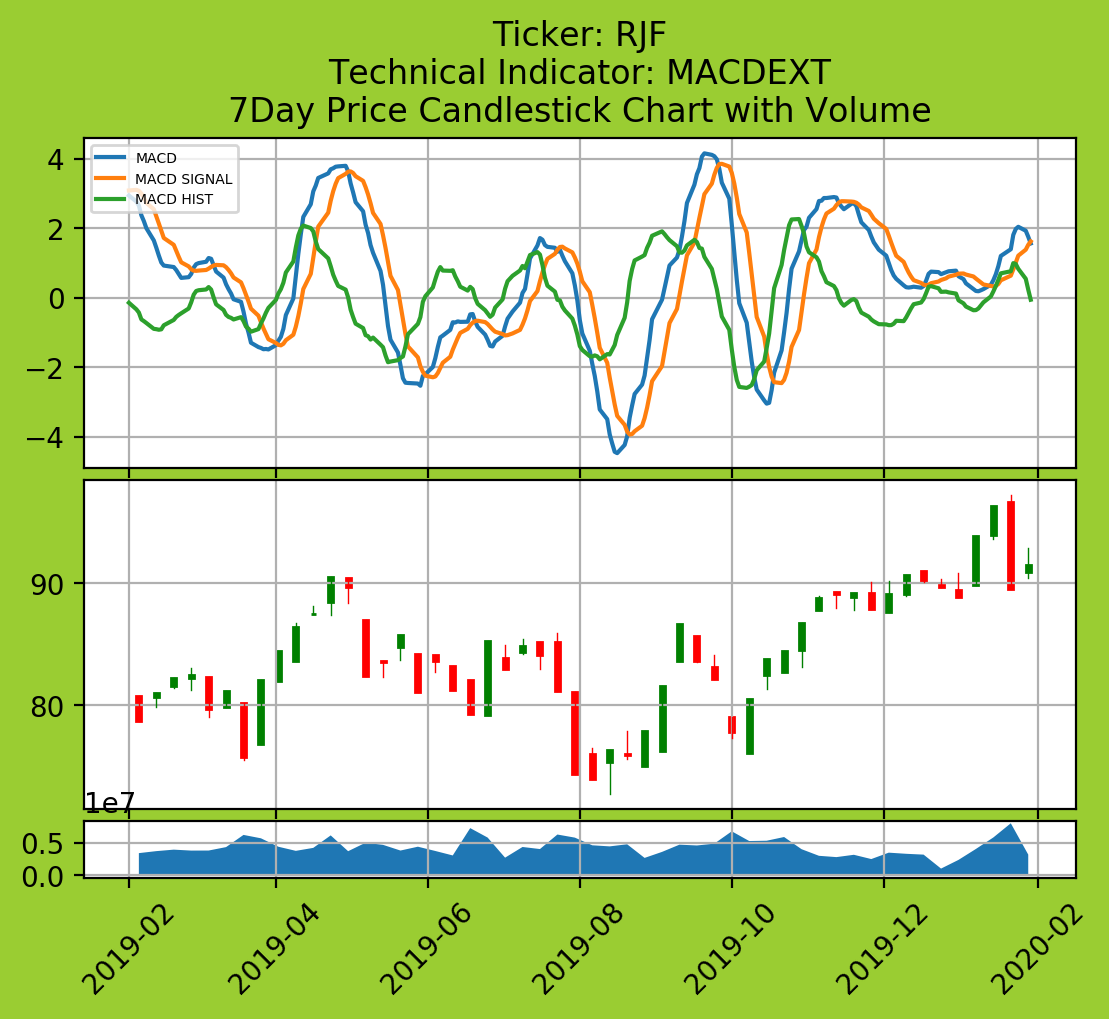 Ticker: RJF
Technical Indicator: MACDEXT
7Day Price Candlestick Chart with Volume
MACD
MACD SIGNAL
MACD HIST
4
2
0
−2
−4
90
80
1e7
0.5
0.0
2019-02
2019-04
2019-06
2019-08
2019-10
2019-12
2020-02